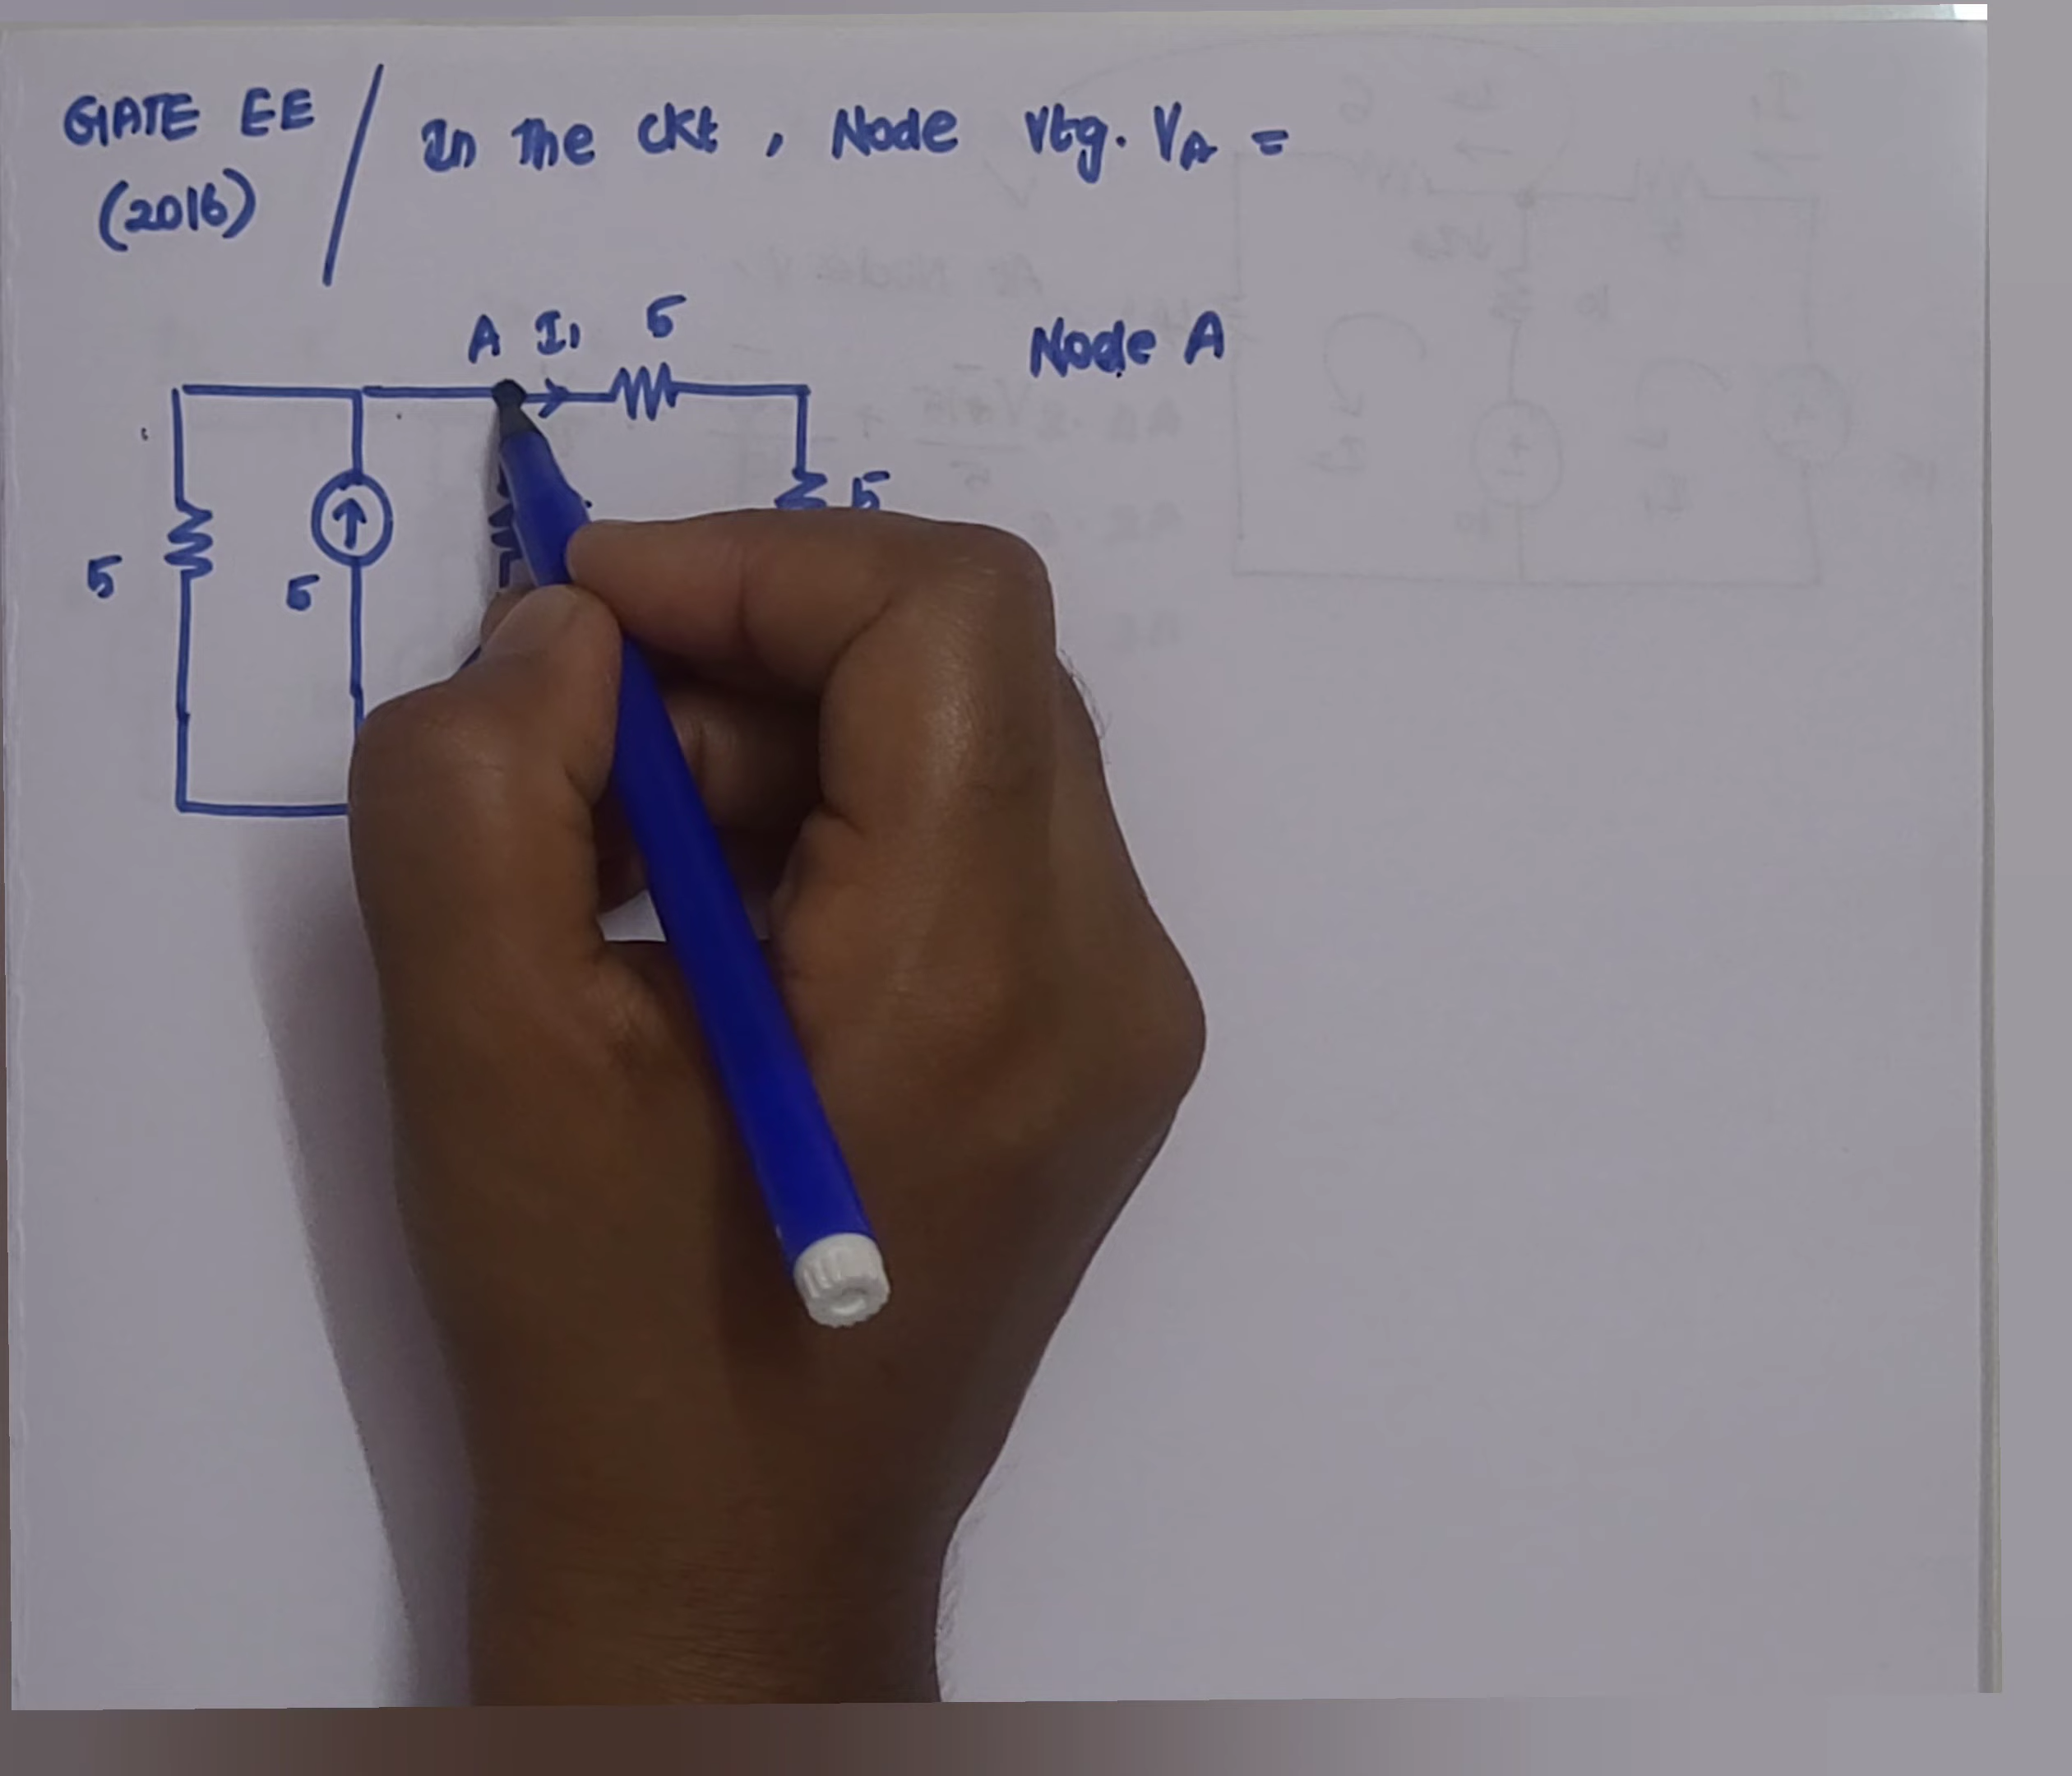 GATE EE
(2016)
In the ckt, Node vtg. VA =
A I1 5
Node A
5
5
5